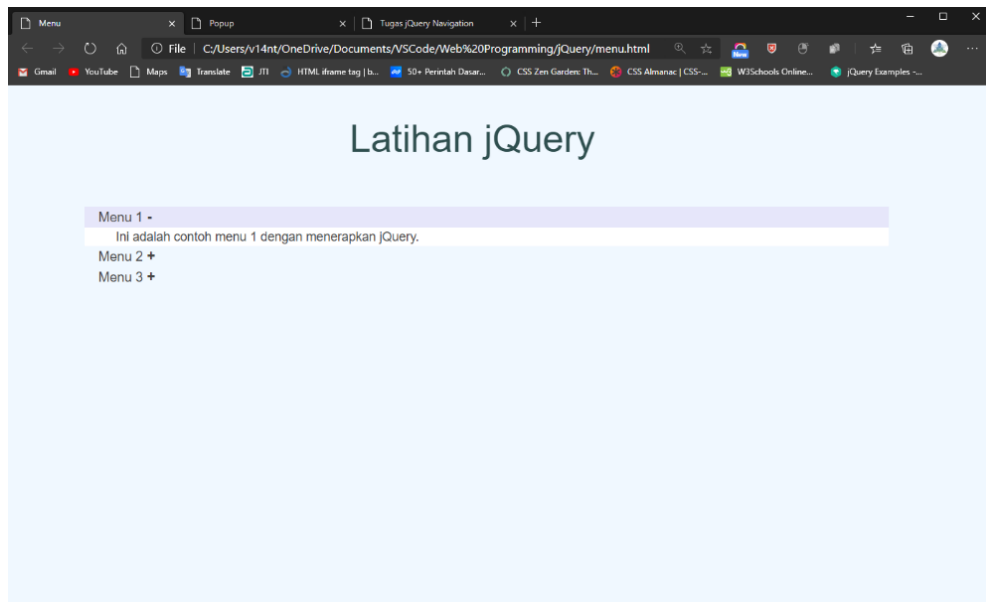 Menu
Popup
Tugas jQuery Navigation
File
C:/Users/v14nt/OneDrive/Documents/VSCode/Web%20Programming/jQuery/menu.html
New
Gmail YouTube Maps Translate JTI HTML iframe tag | b... 50+ Perintah Dasar... CSS Zen Garden: Th... CSS Almanac | CSS-... W3Schools Online... jQuery Examples -...
Latihan jQuery
Menu 1 -
Ini adalah contoh menu 1 dengan menerapkan jQuery.
Menu 2 +
Menu 3 +